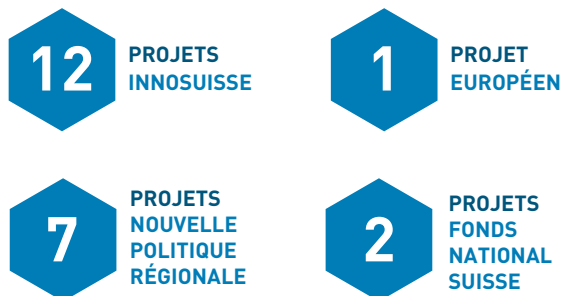 12
PROJETS
INNOSUISSE
1
PROJET
EUROPÉEN
7
PROJETS
NOUVELLE
POLITIQUE
RÉGIONALE
2
PROJETS
FONDS
NATIONAL
SUISSE